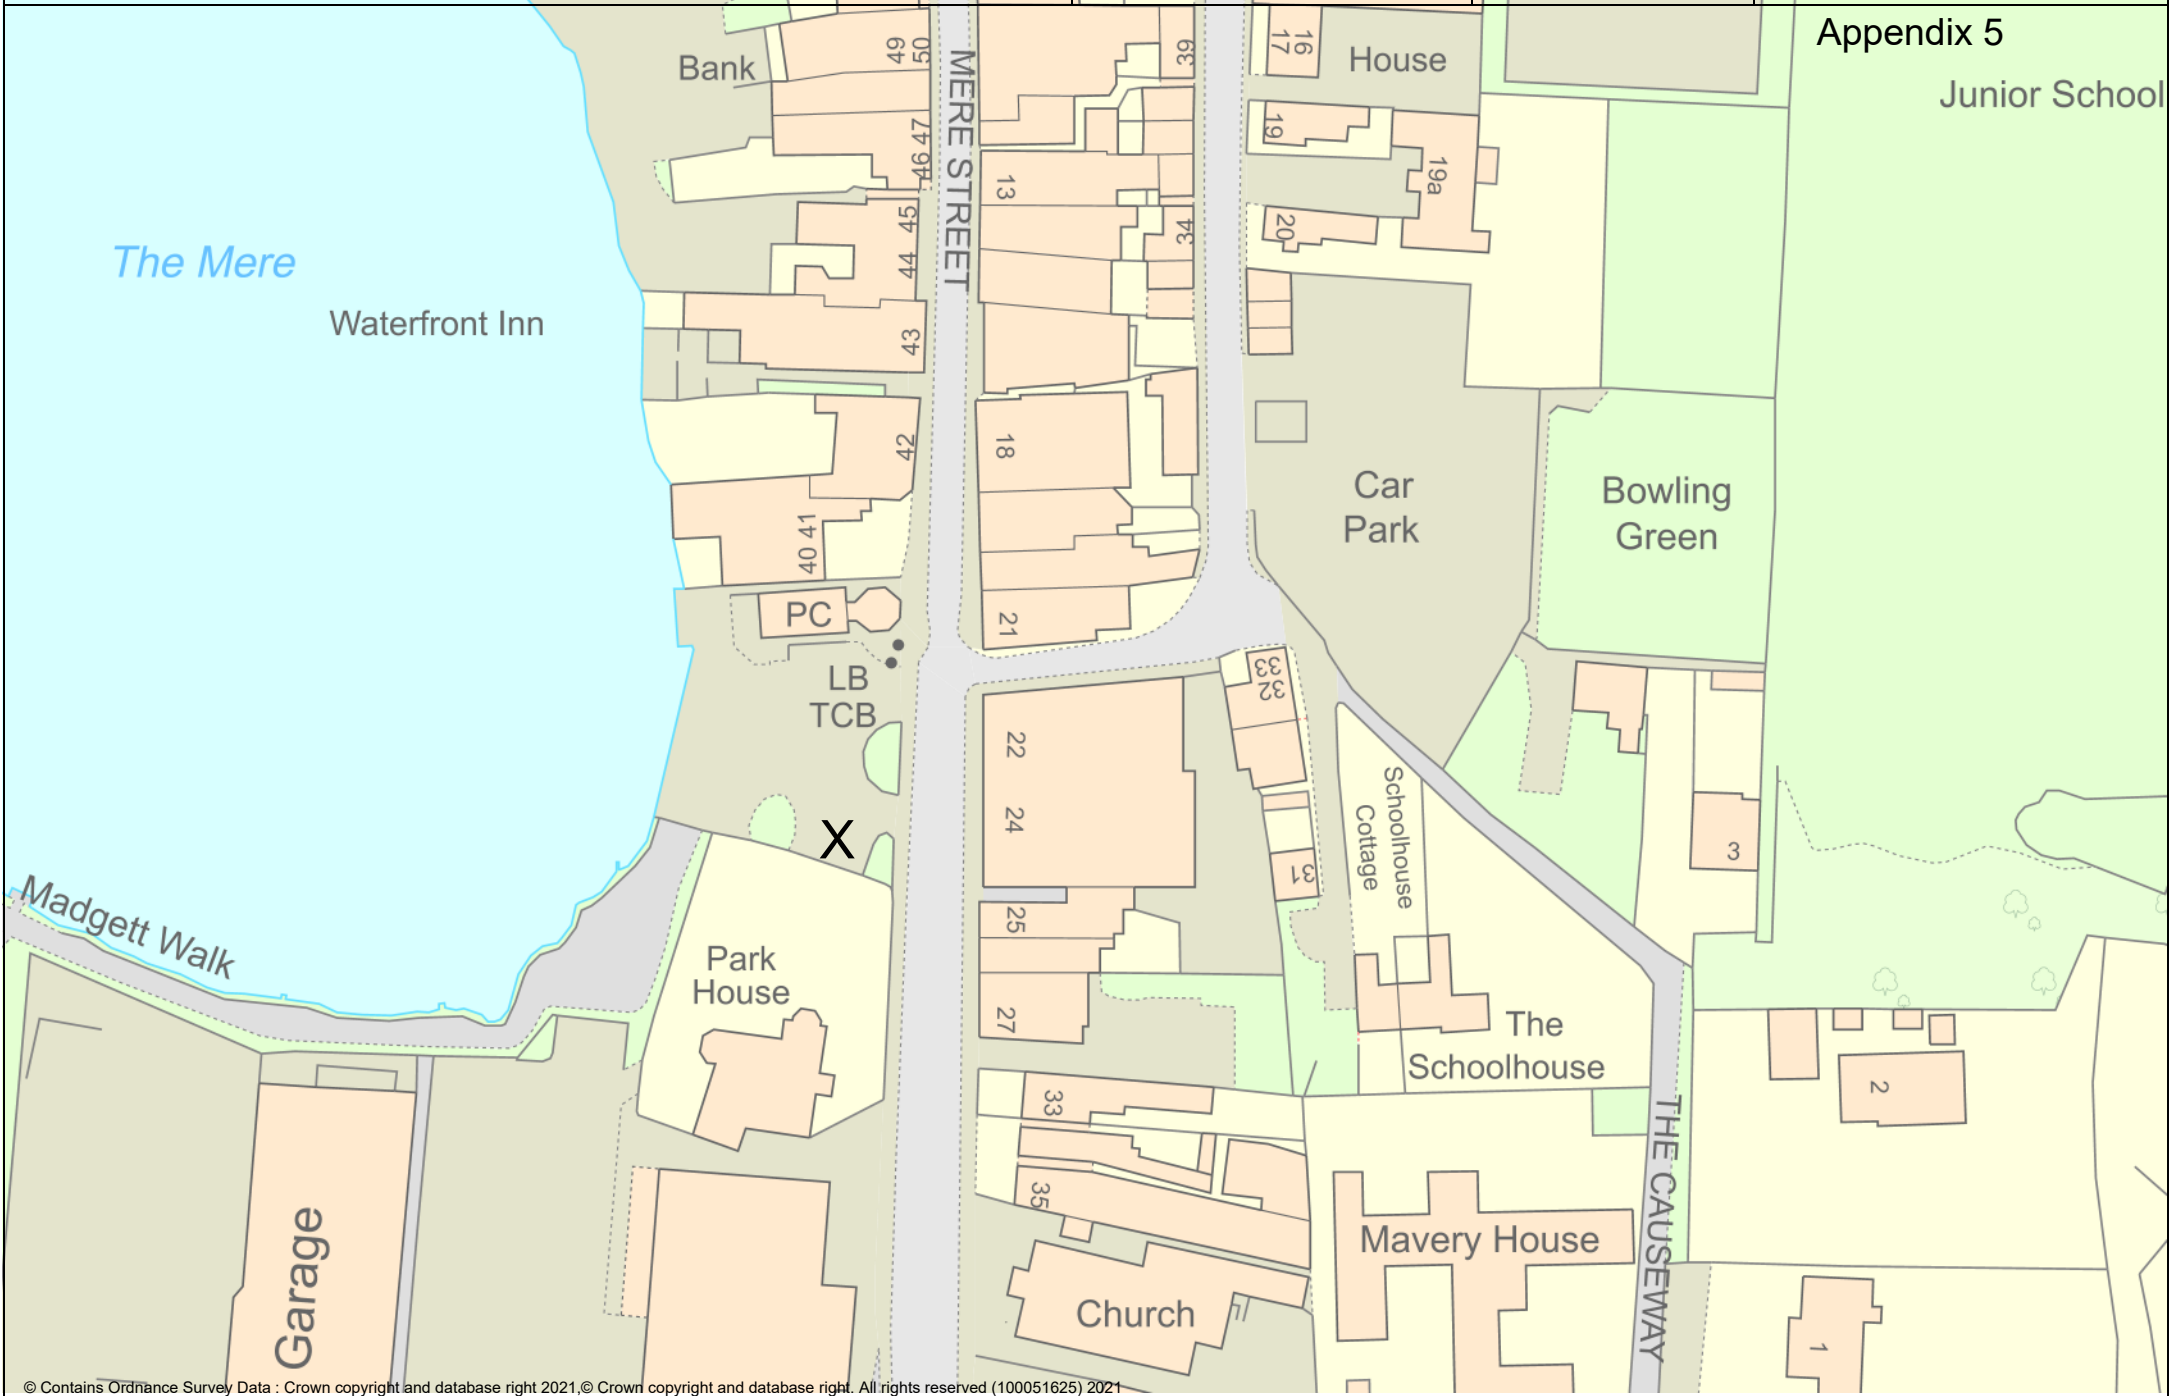 Appendix 5
Junior School
Bank
49
50
MERE STREET
39
16
17
House
19
19a
46 47
13
45
34
20
44
The Mere
Waterfront Inn
43
42
18
Car
Park
Bowling
Green
41
40
PC
21
LB
TCB
33
32
22
24
Schoolhouse
Cottage
X
31
3
Madgett Walk
25
Park
House
27
The
Schoolhouse
33
2
THE CAUSEWAY
35
Mavery House
Garage
Church
1
© Contains Ordnance Survey Data : Crown copyright and database right 2021,© Crown copyright and database right. All rights reserved (100051625) 2021